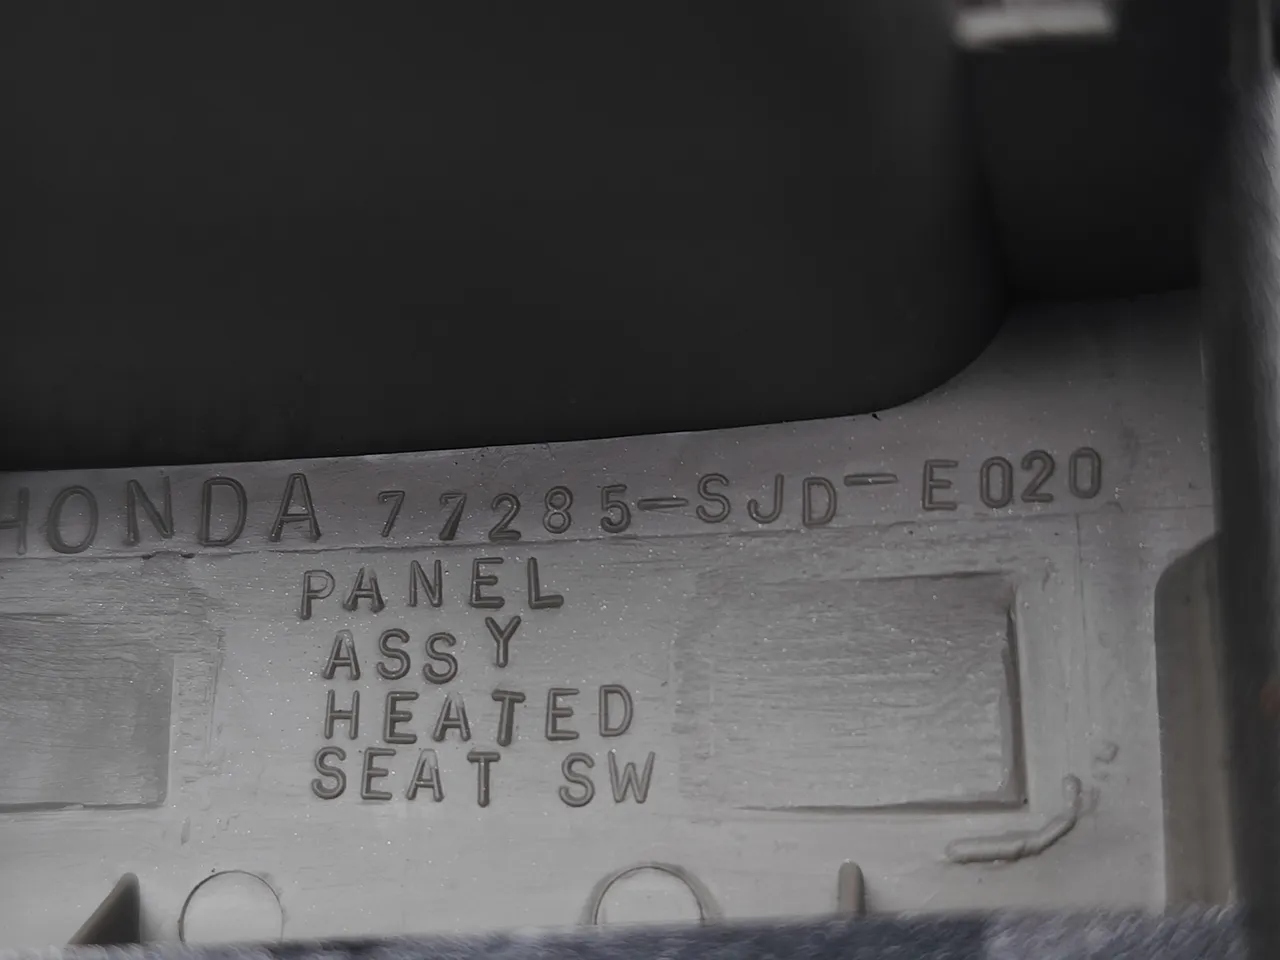 HONDA 77285-SJD-E020
PANEL
ASSY
HEATED
SEAT SW